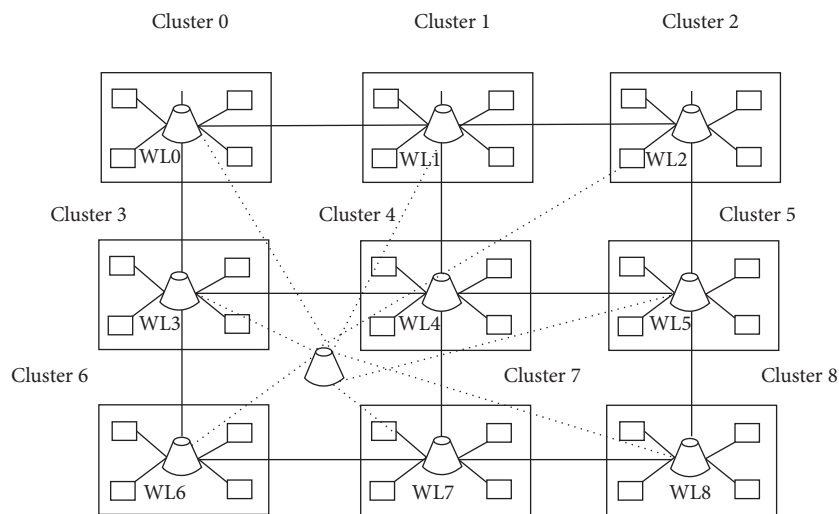 Cluster 0
Cluster 1
Cluster 2
WL0
WL1
WL2
Cluster 3
Cluster 4
Cluster 5
WL3
WL4
WL5
Cluster 6
Cluster 7
Cluster 8
WL6
WL7
WL8